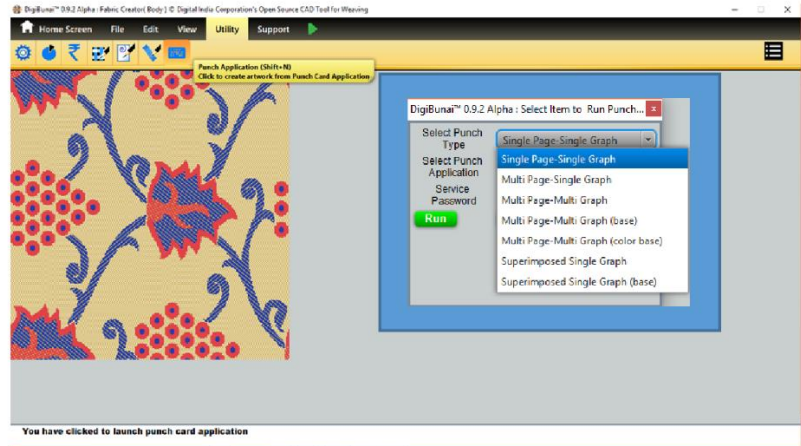 DigiBunai™ 0.9.2 Alpha : Fabric Creator( Body ) © Digital India Corporation's Open Source CAD Tool for Weaving
Home Screen File Edit View Utility Support
Punch Application (Shift+N)
Click to create artwork from Punch Card Application
DigiBunai™ 0.9.2 Alpha : Select Item to Run Punch...
Select Punch Type
Single Page-Single Graph
Select Punch Application
Service Password
Run
Single Page-Single Graph
Multi Page-Single Graph
Multi Page-Multi Graph
Multi Page-Multi Graph (base)
Multi Page-Multi Graph (color base)
Superimposed Single Graph
Superimposed Single Graph (base)
You have clicked to launch punch card application